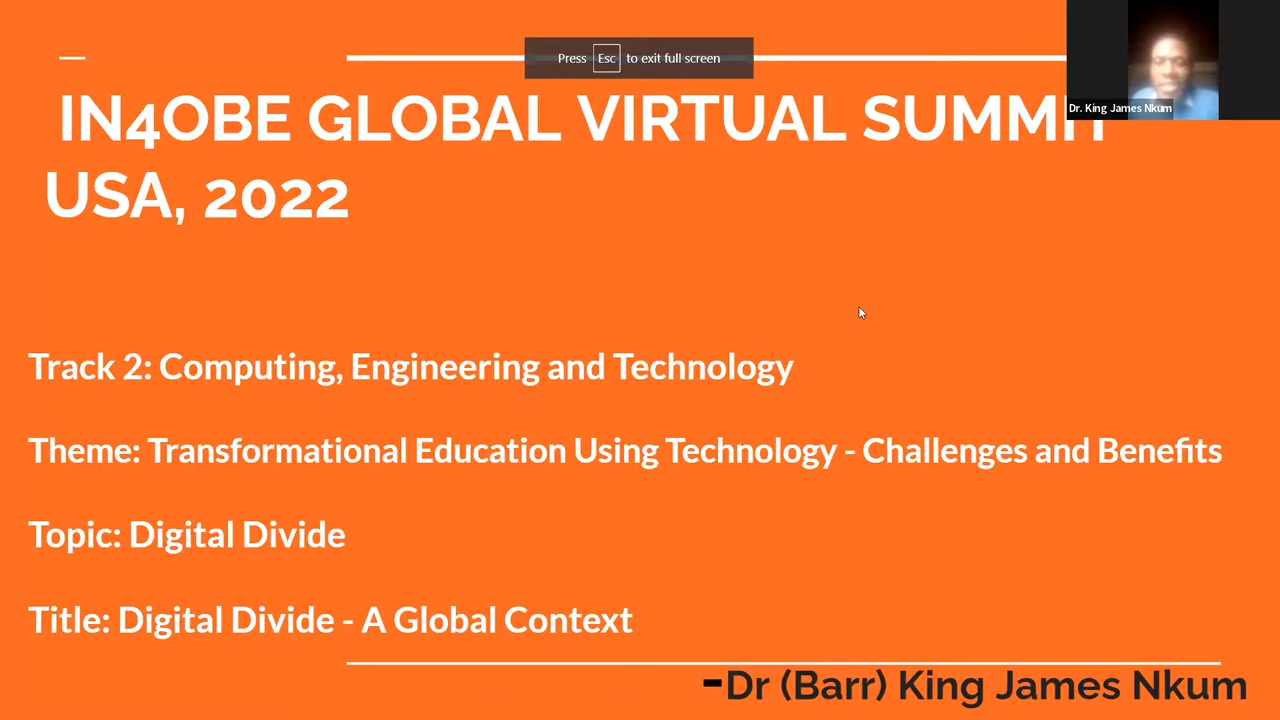 Press Esc to exit full screen
Dr. King James Nkum
IN4OBE GLOBAL VIRTUAL SUMMIT
USA, 2022
Track 2: Computing, Engineering and Technology
Theme: Transformational Education Using Technology - Challenges and Benefits
Topic: Digital Divide
Title: Digital Divide - A Global Context
-Dr (Barr) King James Nkum